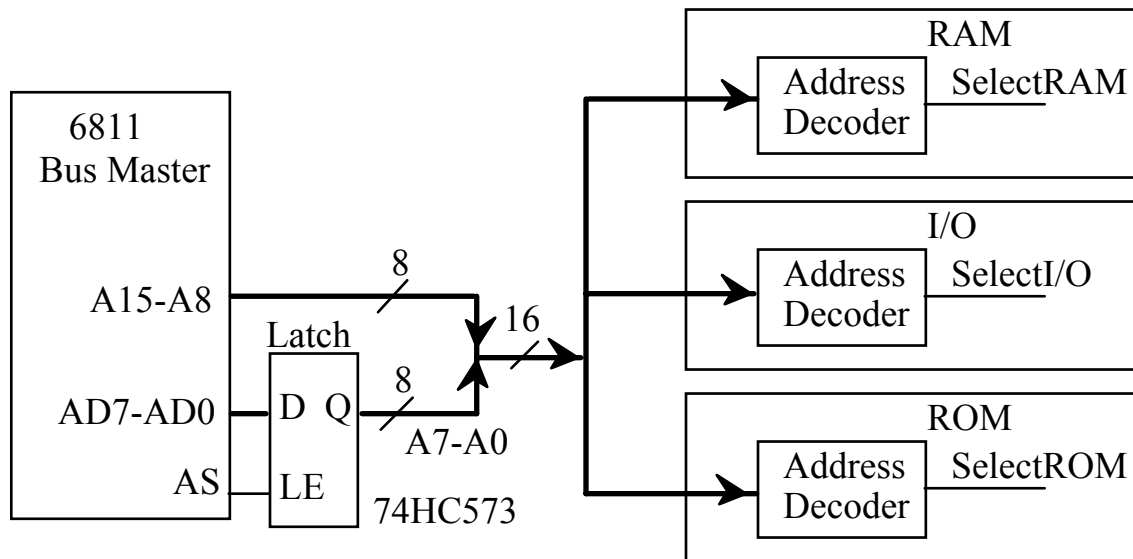 6811
Bus Master
A15-A8
AD7-AD0
AS
Latch
D Q
LE
74HC573
8
8
A7-A0
16
RAM
Address
Decoder
SelectRAM
I/O
Address
Decoder
SelectI/O
ROM
Address
Decoder
SelectROM